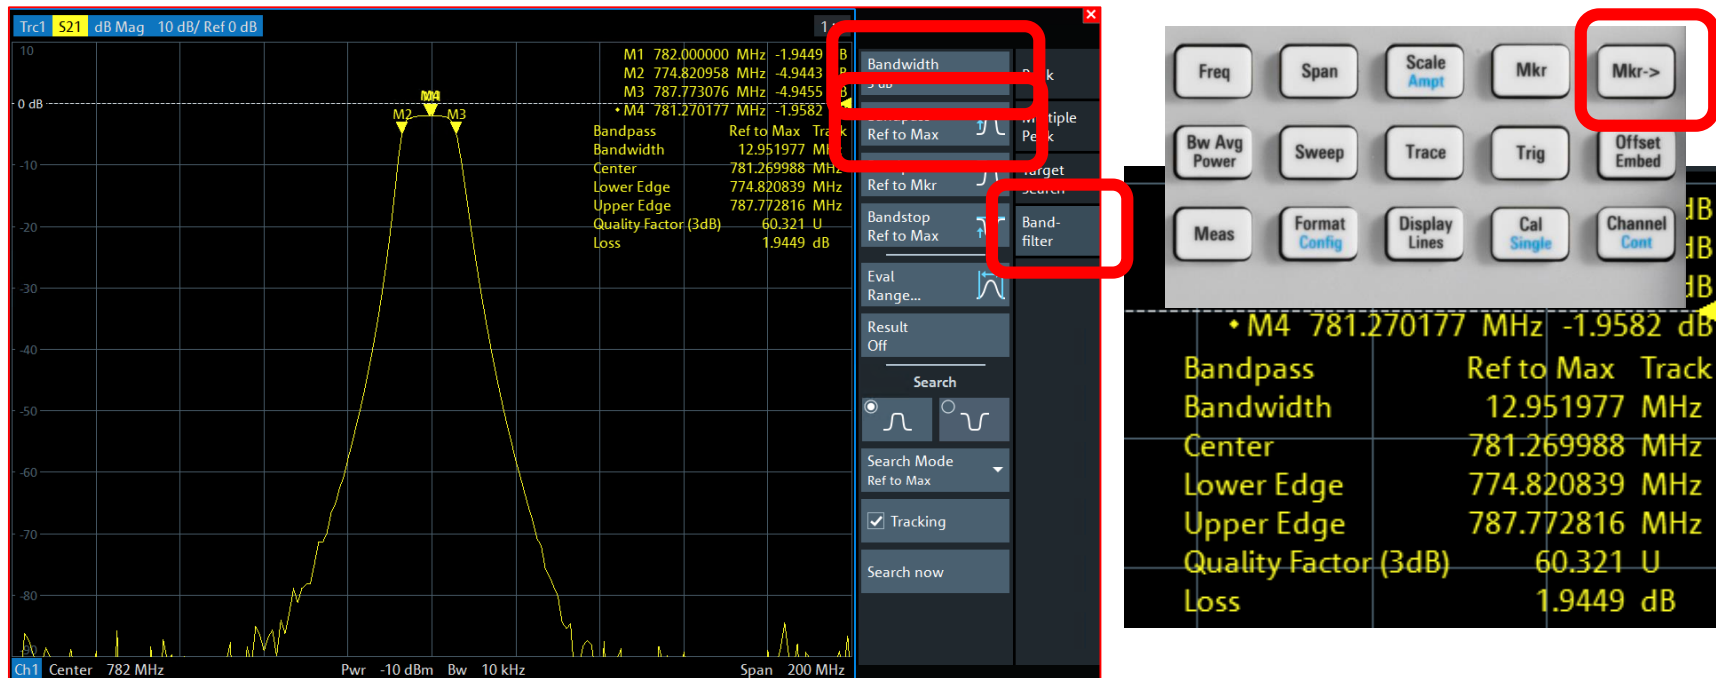 Trc1 S21 dB Mag 10 dB/ Ref 0 dB
10
0 dB
-10
-20
-30
-40
-50
-60
-70
-80
-90
M1 782.000000 MHz -1.9449 B
M2 774.820958 MHz -4.9443 B
M3 787.773076 MHz -4.9455 B
M4 781.270177 MHz -1.9582
Bandpass Ref to Max Track
Bandwidth 12.951977 MHz
Center 781.269988 MHz
Lower Edge 774.820839 MHz
Upper Edge 787.772816 MHz
Quality Factor (3dB) 60.321 U
Loss 1.9449 dB
M2
M3
Ch1 Center 782 MHz Pwr -10 dBm Bw 10 kHz Span 200 MHz
Bandwidth
Ref to Max
Ref to Mkr
Bandstop
Ref to Max
Eval
Range...
Result
Off
Search
Search Mode
Ref to Max
Tracking
Search now
Multiple
Target
Band-
filter
Freq
Span
Scale
Ampt
Mkr
Mkr->
Bw Avg
Power
Sweep
Trace
Trig
Offset
Embed
Meas
Format
Config
Display
Lines
Cal
Single
Channel
Cont
dB
dB
dB
M4 781.270177 MHz -1.9582 dB
Bandpass Ref to Max Track
Bandwidth 12.951977 MHz
Center 781.269988 MHz
Lower Edge 774.820839 MHz
Upper Edge 787.772816 MHz
Quality Factor (3dB) 60.321 U
Loss 1.9449 dB